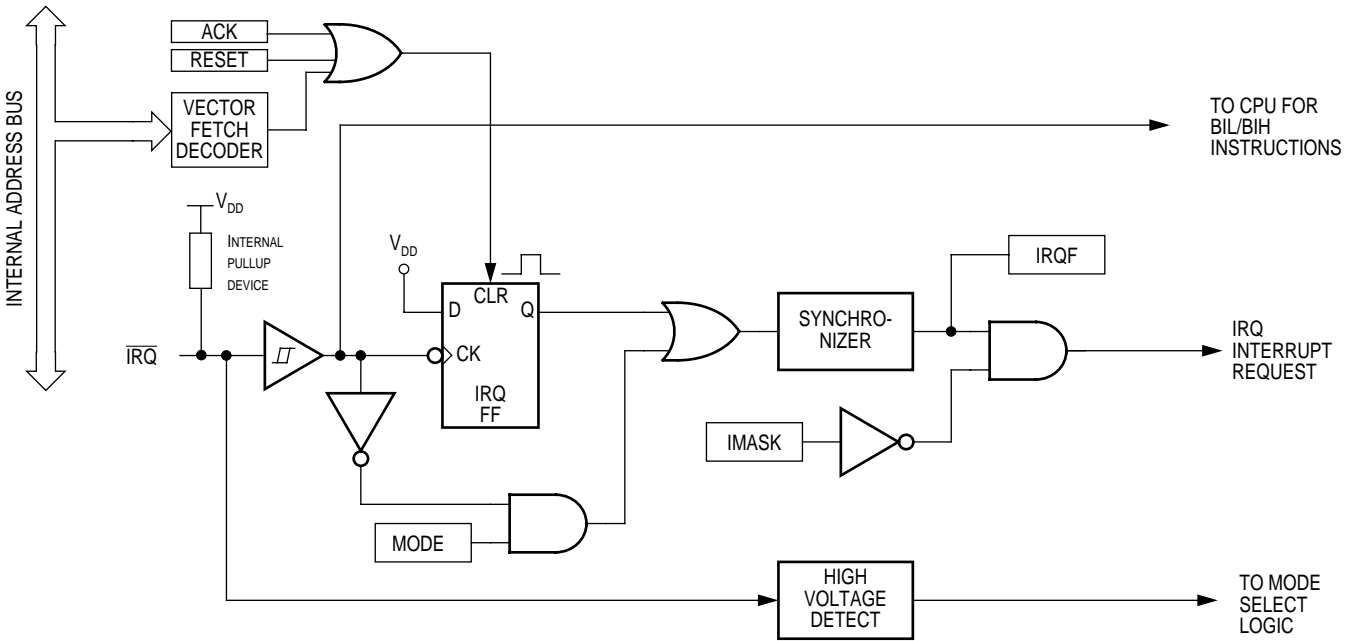 INTERNAL ADDRESS BUS
ACK
RESET
VECTOR
FETCH
DECODER
TO CPU FOR
BIL/BIH
INSTRUCTIONS
VDD
INTERNAL
PULLUP
DEVICE
VDD
CLR
D
Q
CK
IRQ
FF
IRQ
SYNCHRO-
NIZER
IRQF
IRQ
INTERRUPT
REQUEST
IMASK
MODE
HIGH
VOLTAGE
DETECT
TO MODE
SELECT
LOGIC